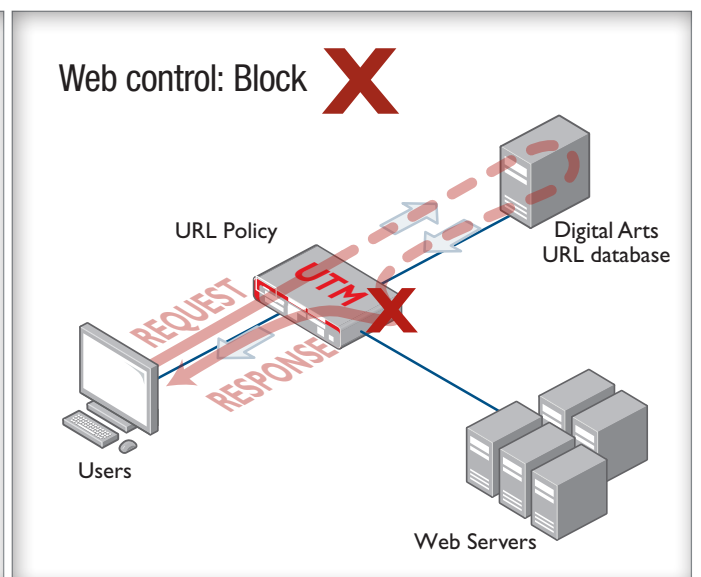 Web control: Block X
URL Policy
Digital Arts
URL database
UTM
X
REQUEST
RESPONSE
Users
Web Servers